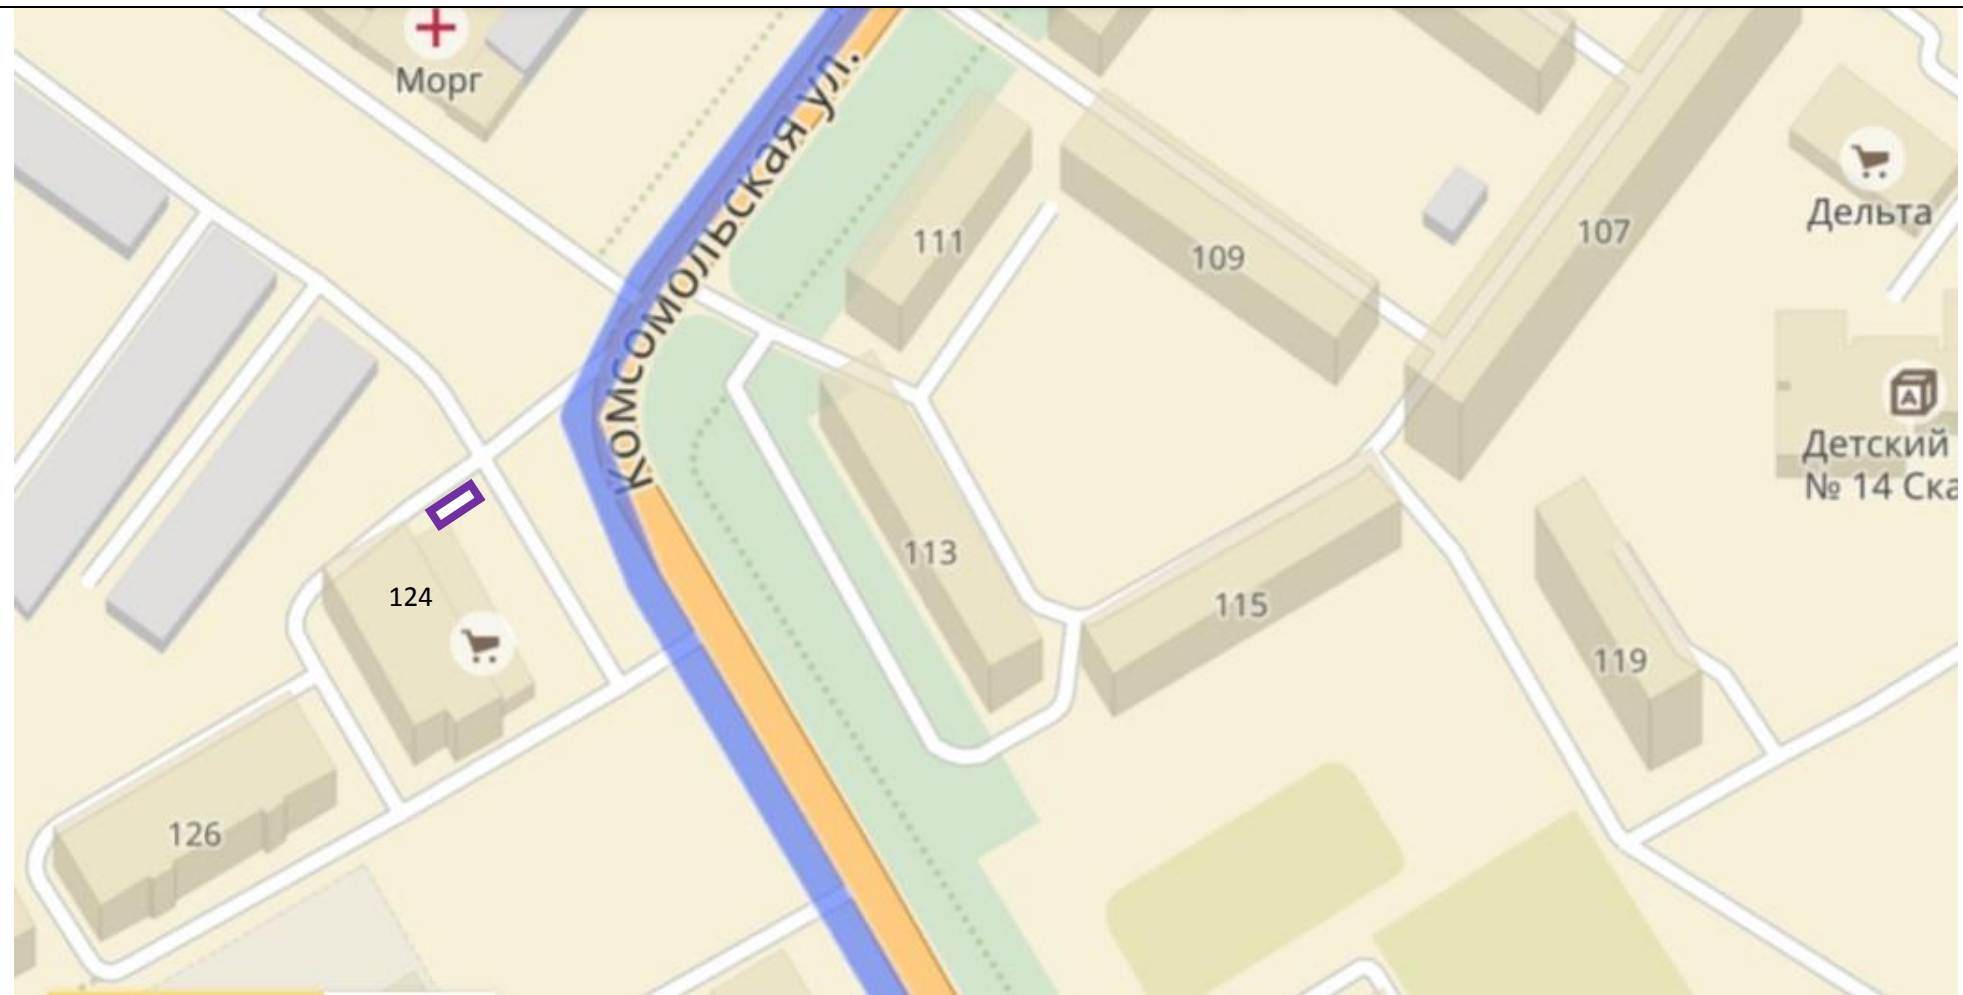 Морг
Комсомольская ул.
111
109
107
Дельта
Детский
№ 14 Ска
A
113
124
115
119
126